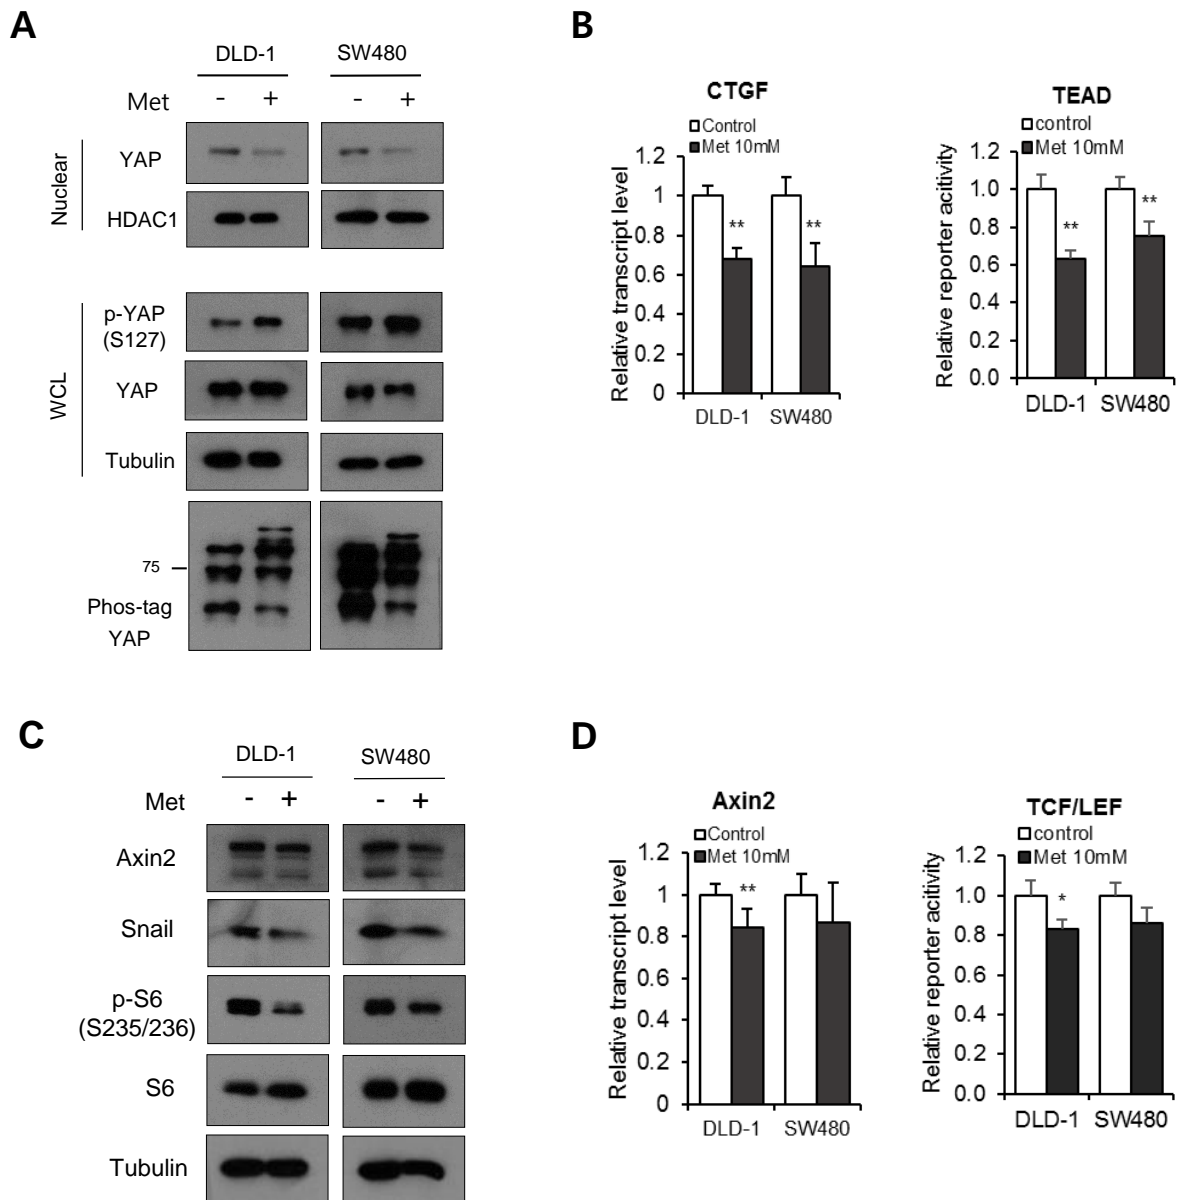 A
DLD-1 SW480
Met - + - +
Nuclear
YAP
HDAC1
WCL
p-YAP
(S127)
YAP
Tubulin
75
Phos-tag
YAP
B
CTGF
Control
Met 10mM
Relative transcript level
1.2
1
0.8
0.6
0.4
0.2
0
** **
DLD-1 SW480
TEAD
control
Met 10mM
Relative reporter acitivity
1.2
1.0
0.8
0.6
0.4
0.2
0.0
** **
DLD-1 SW480
C
DLD-1 SW480
Met - + - +
Axin2
Snail
p-S6
(S235/236)
S6
Tubulin
D
Axin2
Control
Met 10mM
Relative transcript level
1.2
1
0.8
0.6
0.4
0.2
0
**
DLD-1 SW480
TCF/LEF
control
Met 10mM
Relative reporter acitivity
1.2
1.0
0.8
0.6
0.4
0.2
0.0
*
DLD-1 SW480